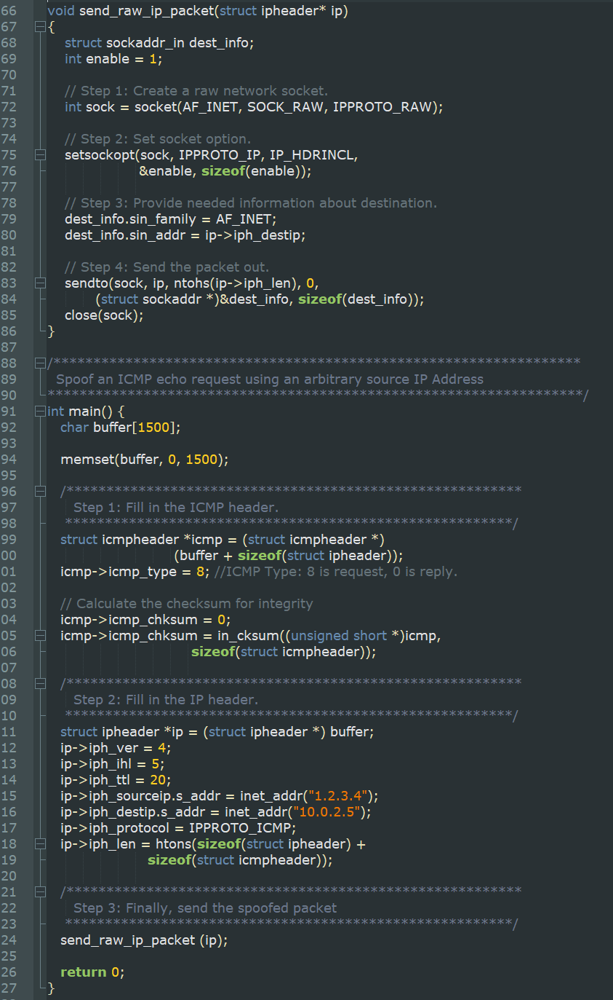 66 void send_raw_ip_packet(struct ipheader* ip)
67 {
68 struct sockaddr_in dest_info;
69 int enable = 1;
70
71 // Step 1: Create a raw network socket.
72 int sock = socket(AF_INET, SOCK_RAW, IPPROTO_RAW);
73
74 // Step 2: Set socket option.
75 setsockopt(sock, IPPROTO_IP, IP_HDRINCL,
76 &enable, sizeof(enable));
77
78 // Step 3: Provide needed information about destination.
79 dest_info.sin_family = AF_INET;
80 dest_info.sin_addr = ip->iph_destip;
81
82 // Step 4: Send the packet out.
83 sendto(sock, ip, ntohs(ip->iph_len), 0,
84 (struct sockaddr *)&dest_info, sizeof(dest_info));
85 close(sock);
86 }
87
88 /******************************************************************
89 Spoof an ICMP echo request using an arbitrary source IP Address
90 *******************************************************************/
91 int main() {
92 char buffer[1500];
93
94 memset(buffer, 0, 1500);
95
96 /*********************************************************
97 Step 1: Fill in the ICMP header.
98 ********************************************************/
99 struct icmpheader *icmp = (struct icmpheader *)
00 (buffer + sizeof(struct ipheader));
01 icmp->icmp_type = 8; //ICMP Type: 8 is request, 0 is reply.
02
03 // Calculate the checksum for integrity
04 icmp->icmp_chksum = 0;
05 icmp->icmp_chksum = in_cksum((unsigned short *)icmp,
06 sizeof(struct icmpheader));
07
08 /*********************************************************
09 Step 2: Fill in the IP header.
10 ********************************************************/
11 struct ipheader *ip = (struct ipheader *) buffer;
12 ip->iph_ver = 4;
13 ip->iph_ihl = 5;
14 ip->iph_ttl = 20;
15 ip->iph_sourceip.s_addr = inet_addr("1.2.3.4");
16 ip->iph_destip.s_addr = inet_addr("10.0.2.5");
17 ip->iph_protocol = IPPROTO_ICMP;
18 ip->iph_len = htons(sizeof(struct ipheader) +
19 sizeof(struct icmpheader));
20
21 /*********************************************************
22 Step 3: Finally, send the spoofed packet
23 ********************************************************/
24 send_raw_ip_packet (ip);
25
26 return 0;
27 }